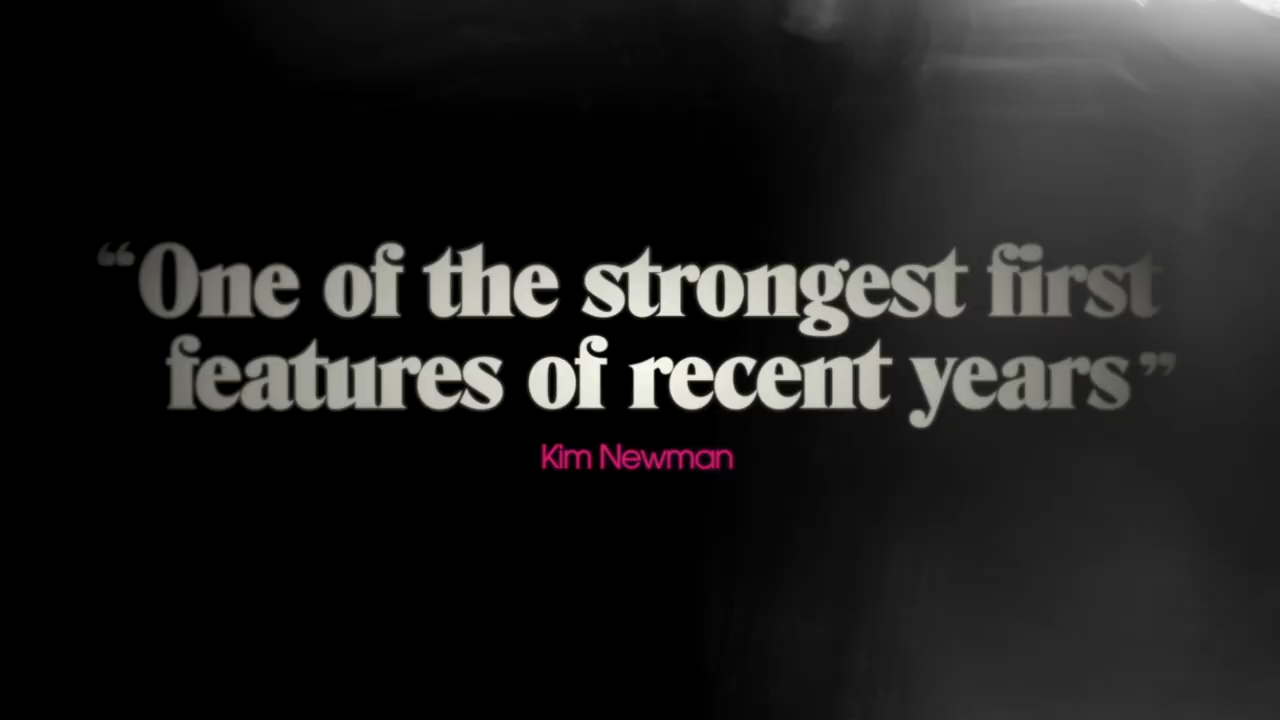 “One of the strongest first
features of recent years”
Kim Newman